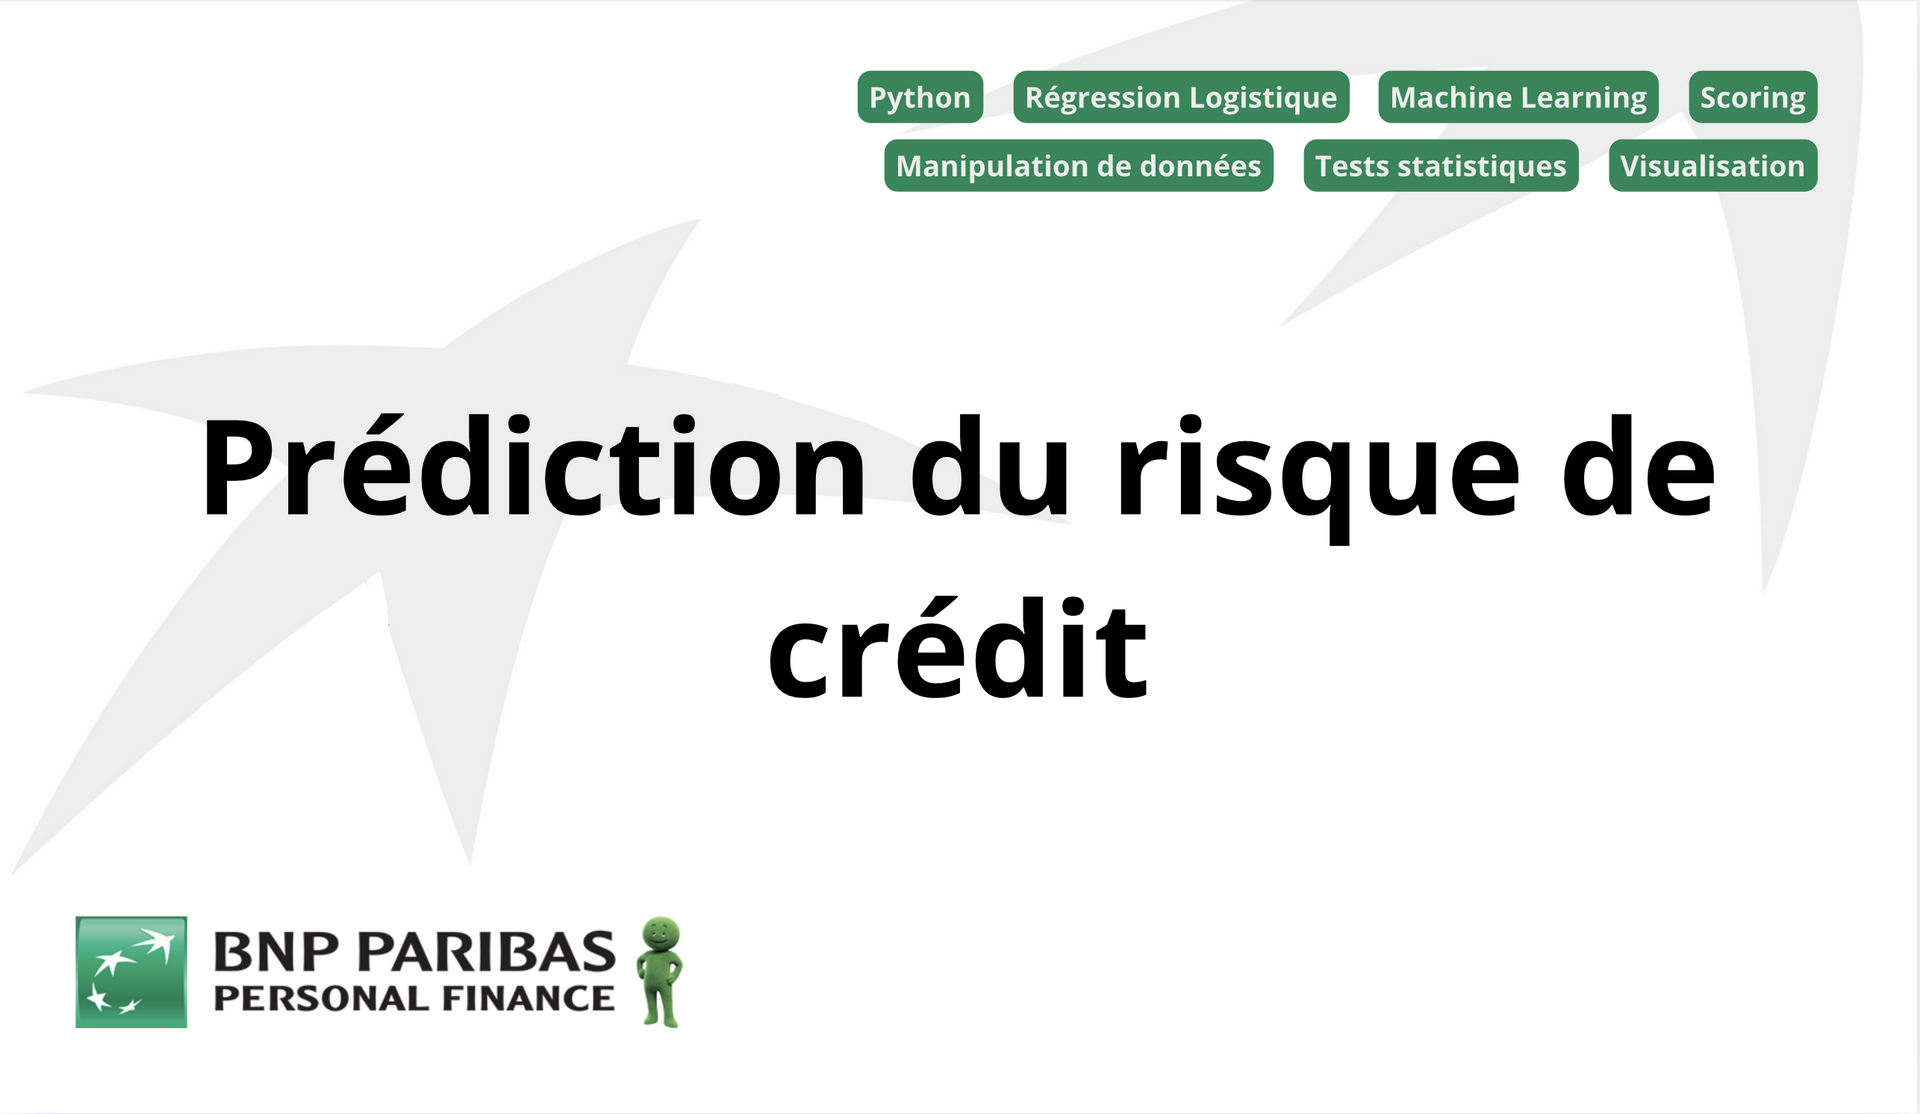 Python Régression Logistique Machine Learning Scoring
Manipulation de données Tests statistiques Visualisation
Prédiction du risque de
crédit
BNP PARIBAS
PERSONAL FINANCE